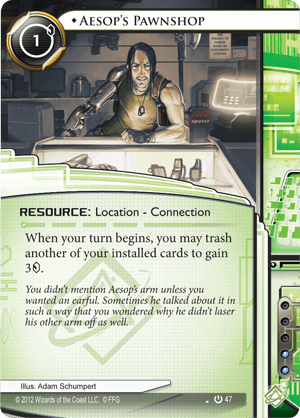 Aesop's Pawnshop
1
RESOURCE: Location - Connection
When your turn begins, you may trash
another of your installed cards to gain
3
You didn't mention Aesop's arm unless you
wanted an earful. Sometimes he talked about it in
such a way that you wondered why he didn't laser
his other arm off as well.
Illus. Adam Schumpert
© 2012 Wizards of the Coast LLC. © FFG
47